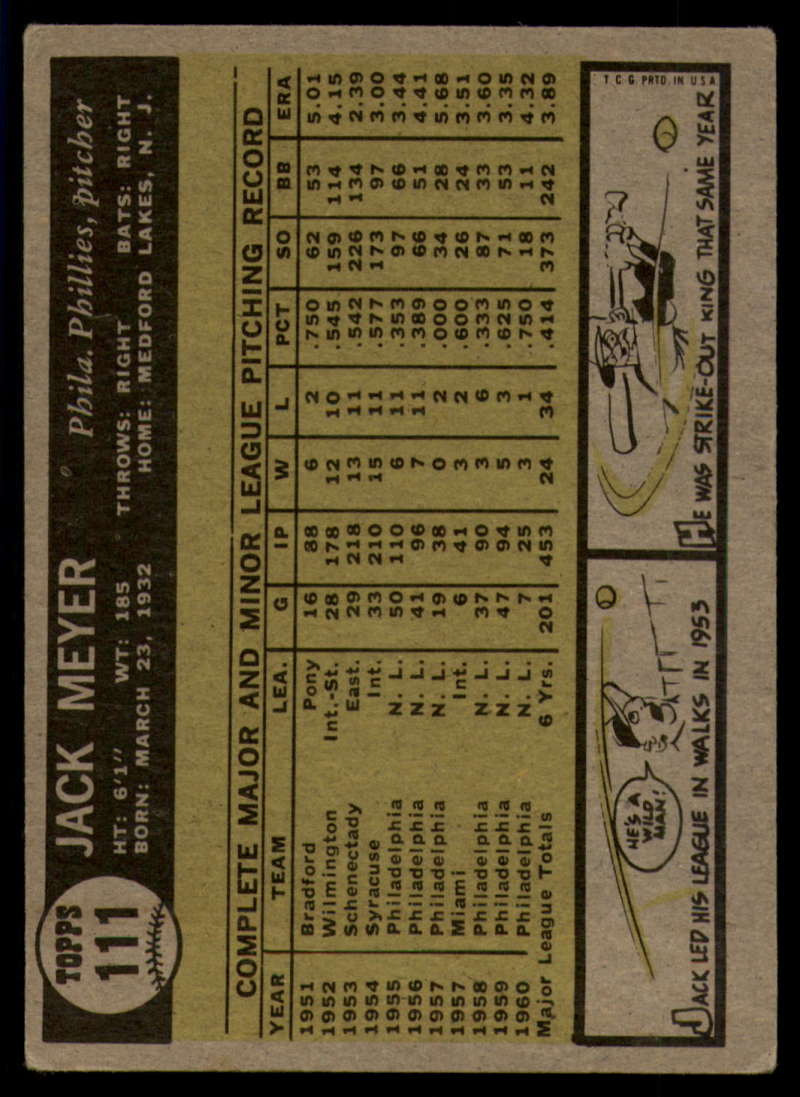 TOPPS
111
JACK MEYER Phila. Phillies, pitcher
HT: 6'1" WT: 185 THROWS: RIGHT BATS: RIGHT
BORN: MARCH 23, 1932 HOME: MEDFORD LAKES, N. J.
COMPLETE MAJOR AND MINOR LEAGUE PITCHING RECORD
YEAR TEAM LEA. G IP W L PCT SO BB ERA
1951 Bradford Pony 16 88 6 2 .750 62 53 5.01
1952 Wilmington Int.-St. 28 178 12 10 .545 159 114 4.15
1953 Schenectady East. 29 218 13 11 .542 226 134 2.39
1954 Syracuse Int. 33 210 15 11 .577 173 97 3.00
1955 Philadelphia N. L. 50 110 6 11 .353 97 66 3.44
1956 Philadelphia N. L. 41 96 7 11 .389 66 51 4.41
1957 Philadelphia N. L. 19 38 0 2 .000 34 28 5.68
1957 Miami Int. 6 41 3 2 .600 26 24 3.51
1958 Philadelphia N. L. 37 90 3 6 .333 87 33 3.60
1959 Philadelphia N. L. 47 94 5 3 .625 71 53 3.35
1960 Philadelphia N. L. 7 25 3 1 .750 18 11 4.32
Major League Totals 6 Yrs. 201 453 24 34 .414 373 242 3.89
HE'S A
WILD
MAN!
JACK LED HIS LEAGUE IN WALKS IN 1953
T C G PRTD IN USA
HE WAS STRIKE-OUT KING THAT SAME YEAR